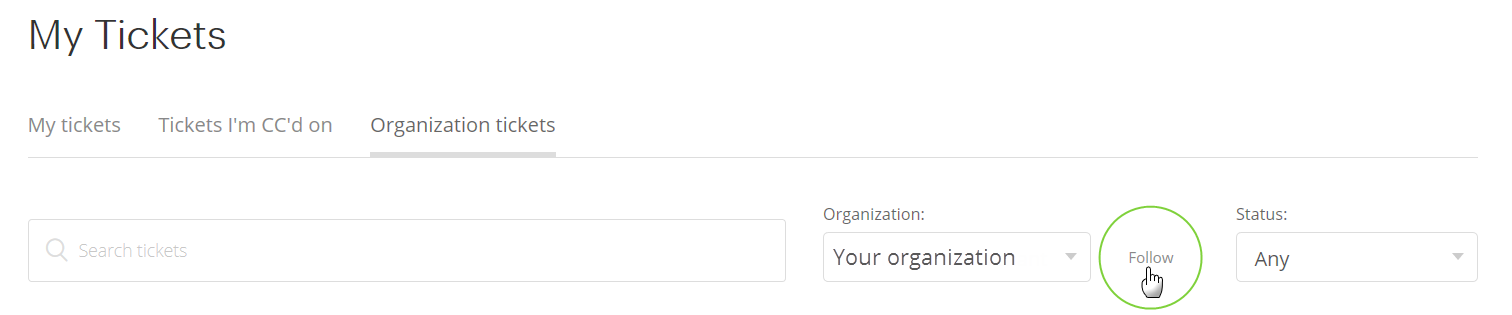 My Tickets
My tickets Tickets I'm CC'd on Organization tickets
Organization: Status:
Search tickets Your organization Follow Any